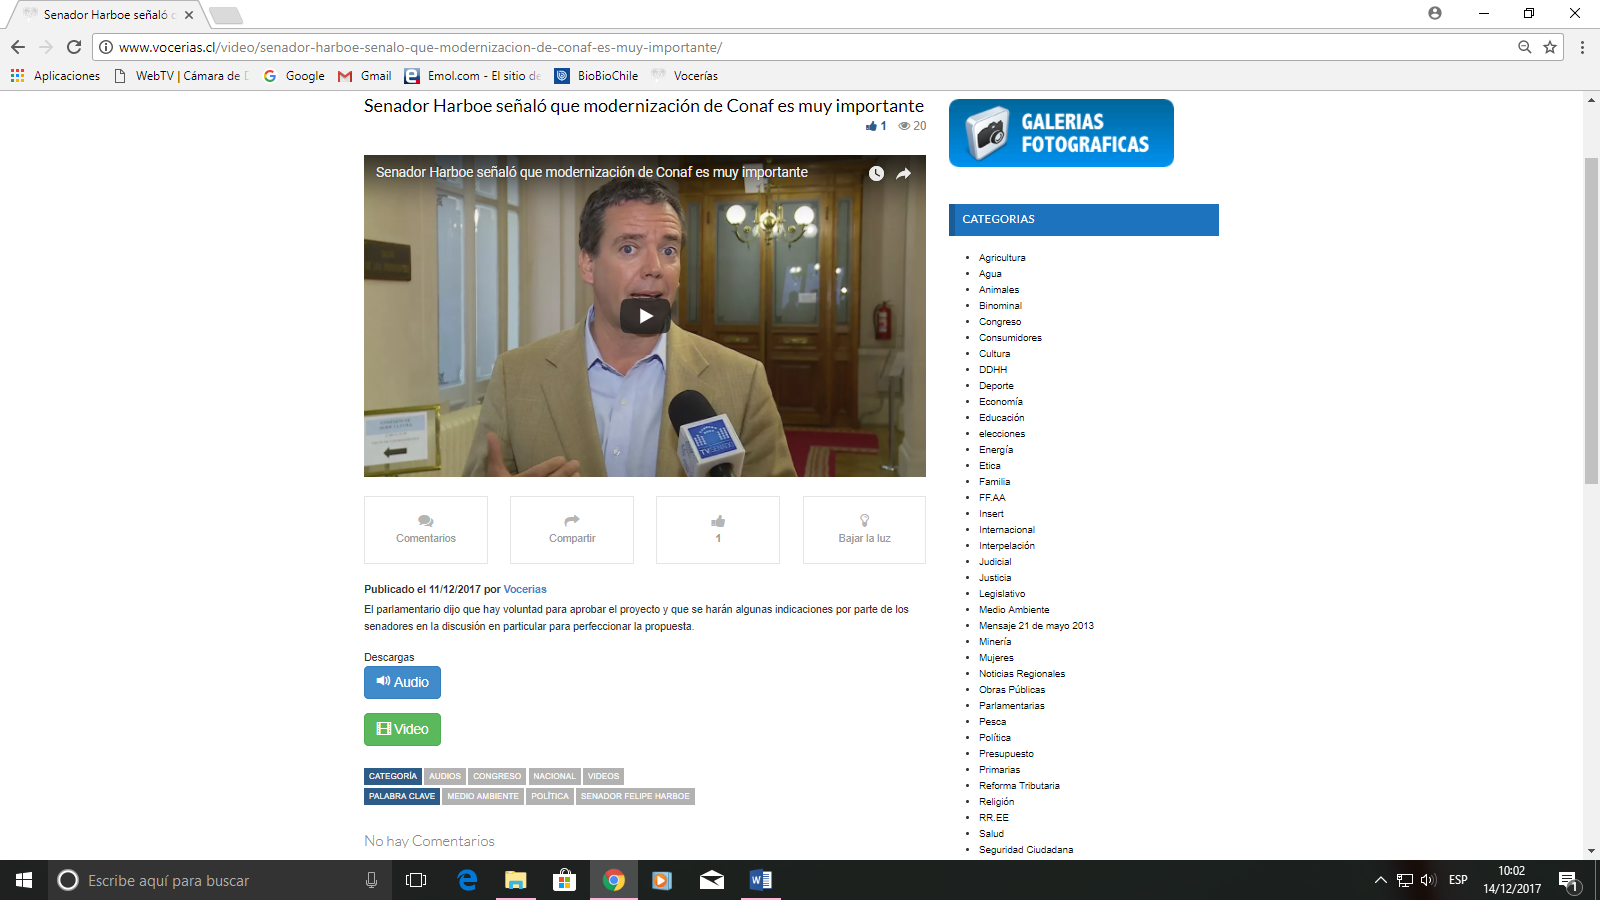 Senador Harboe señaló
www.vocerias.cl/video/senador-harboe-senalo-que-modernizacion-de-conaf-es-muy-importante/
Aplicaciones
WebTV | Cámara de
Google
Gmail
Emol.com - El sitio de
BioBioChile
Vocerías
Senador Harboe señaló que modernización de Conaf es muy importante
1
20
Senador Harboe señaló que modernización de Conaf es muy importante
TVSENADO
Comentarios
Compartir
1
Bajar la luz
Publicado el 11/12/2017 por Vocerias
El parlamentario dijo que hay voluntad para aprobar el proyecto y que se harán algunas indicaciones por parte de los
senadores en la discusión en particular para perfeccionar la propuesta.
Descargas
Audio
Video
CATEGORÍA AUDIOS CONGRESO NACIONAL VIDEOS
PALABRA CLAVE MEDIO AMBIENTE POLÍTICA SENADOR FELIPE HARBOE
No hay Comentarios
GALERIAS
FOTOGRAFICAS
CATEGORIAS
Agricultura
Agua
Animales
Binominal
Congreso
Consumidores
Cultura
DDHH
Deporte
Economía
Educación
elecciones
Energía
Etica
Familia
FF.AA
Insert
Internacional
Interpelación
Judicial
Justicia
Legislativo
Medio Ambiente
Mensaje 21 de mayo 2013
Minería
Mujeres
Noticias Regionales
Obras Públicas
Parlamentarias
Pesca
Política
Presupuesto
Primarias
Reforma Tributaria
Religión
RR.EE
Salud
Seguridad Ciudadana
Escribe aquí para buscar
ESP
10:02
14/12/2017
1